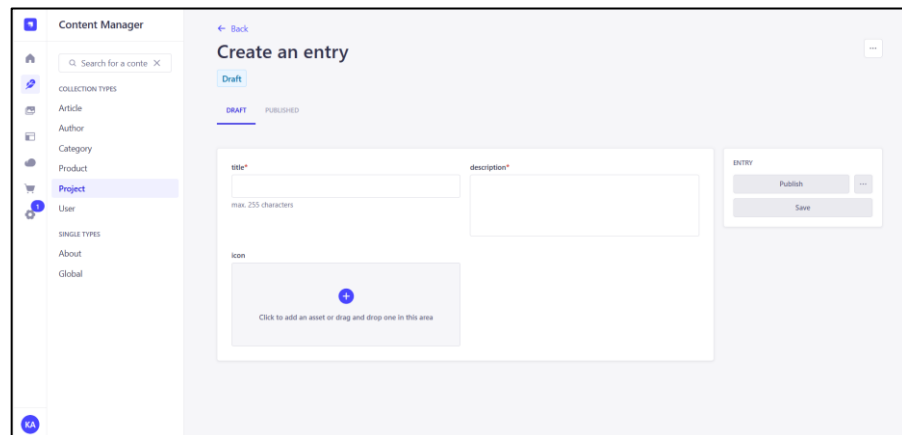 Content Manager
Search for a conte
COLLECTION TYPES
Article
Author
Category
Product
Project
User
SINGLE TYPES
About
Global
1
KA
← Back
Create an entry
Draft
DRAFT PUBLISHED
title*
max. 255 characters
description*
icon
Click to add an asset or drag and drop one in this area
ENTRY
Publish
Save